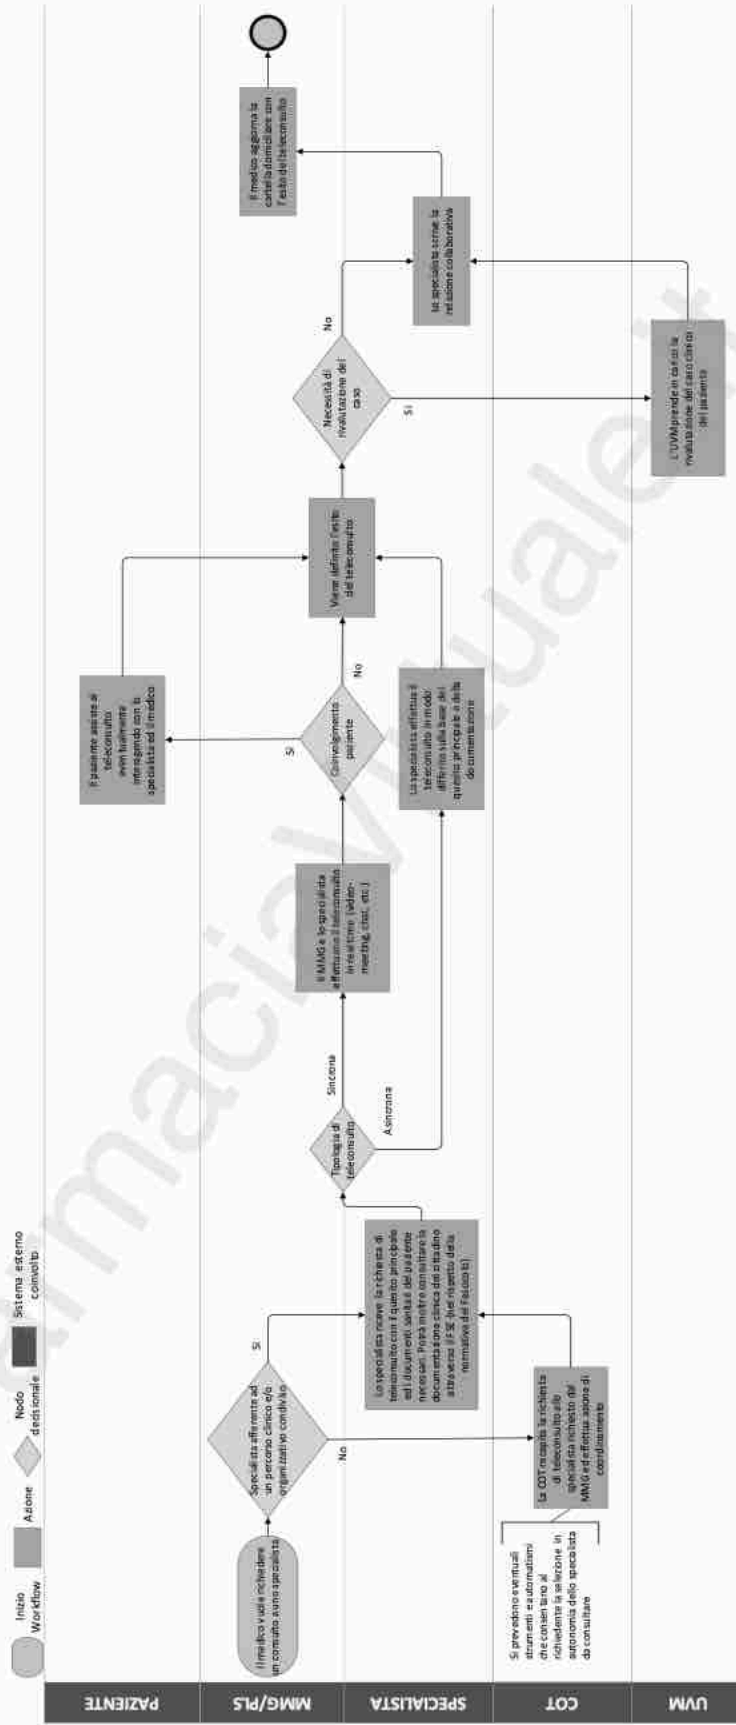 Inizio
Workflow
Azione
Nodo
decisionale
Sistema esterno
coinvolto
PAZIENTE
MMG/PLS
SPECIALISTA
COT
UVM
Il medico vuole richiedere
un consulto a uno specialista
Specialista afferente ad
un percorso clinico e/o
organizzativo condiviso
Si
No
Si prevedono eventuali
strumenti e automatismi
che consentano al
richiedente la selezione in
autonomia dello specialista
da consultare
La COT recapita la richiesta
di teleconsulto allo
specialista richiesto dal
MMG ed effettua azione di
coordinamento
Lo specialista riceve la richiesta di
teleconsulto con il quesito principale
ed i documenti sanitari del paziente
necessari. Potrà inoltre consultare la
documentazione clinica del cittadino
attraverso il FSE (nel rispetto della
normativa del Fascicolo)
Tipologia di
teleconsulto
Sincrona
Asincrona
Il MMG e lo specialista
effettuano il teleconsulto
in real time (video-
meeting, chat, etc.)
Coinvolgimento
paziente
Si
No
Il paziente assiste al
teleconsulto
eventualmente
interagendo con lo
specialista ed il medico
Lo specialista effettua il
teleconsulto in modo
differito sulla base del
quesito principale e della
documentazione
Viene definito l'esito
del teleconsulto
Necessità di
rivalutazione del
caso
No
Si
L'UVM prende in carico la
rivalutazione del caso clinico
del paziente
Lo specialista scrive la
relazione collaborativa
Il medico aggiorna la
cartella domiciliare con
l'esito del teleconsulto
farmaciaVirtuale.it